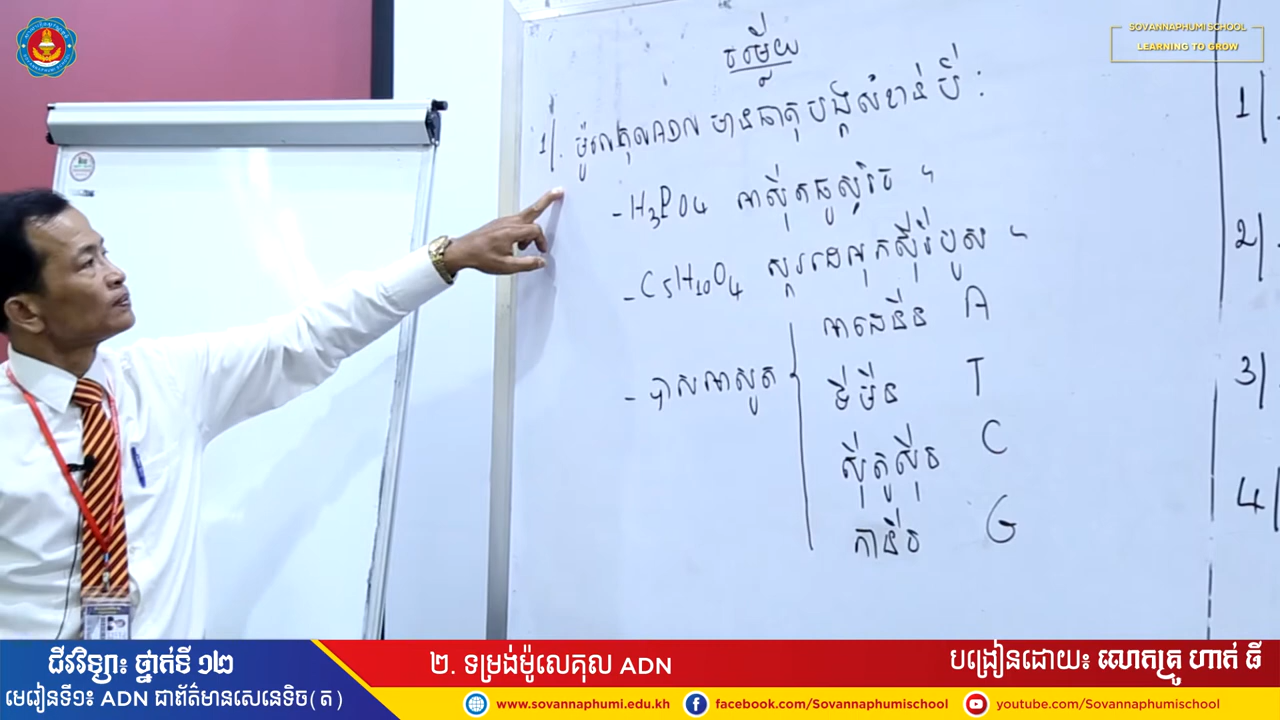 SOVANNAPHUMI SCHOOL
LEARNING TO GROW
ចម្លើយ
1/. ម៉ូលេគុល ADN មានធាតុបង្កសំខាន់បី :
- H3PO4 អាស៊ីតផូស្វរិច ។
- C5H10O4 ស្ករដេអុកស៊ីរីបូស ។
- បាសអាសូត
អាដេនីន A
ទីមីន T
ស៊ីតូស៊ីន C
កានីន G
1/.
2/.
3/.
4/
ជីវវិទ្យា៖ ថ្នាក់ទី ១២
មេរៀនទី១៖ ADN ជាព័ត៌មានសេនេទិច(ត)
២. ទម្រង់ម៉ូលេគុល ADN
បង្រៀនដោយ៖ លោកគ្រូ ហាក់ ធី
www.sovannaphumi.edu.kh
facebook.com/Sovannaphumischool
youtube.com/sovannaphumischool